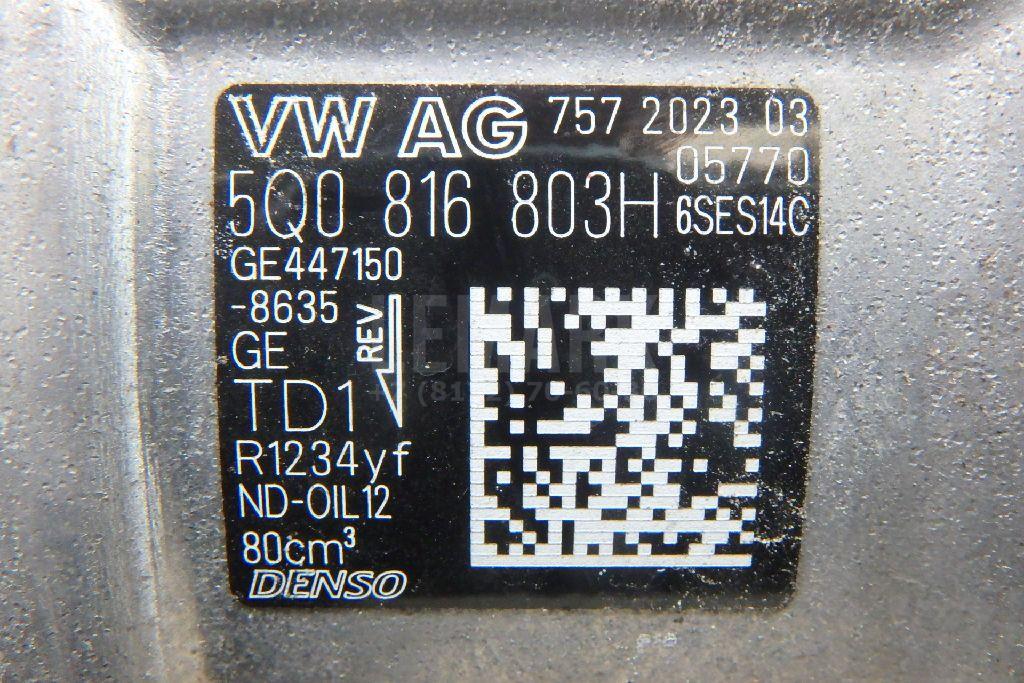 VW AG 757 2023 03
05770
5Q0 816 803H 6SES14C
GE447150
-8635
GE
REV
TD1
R1234yf
ND-OIL12
80cm³
DENSO